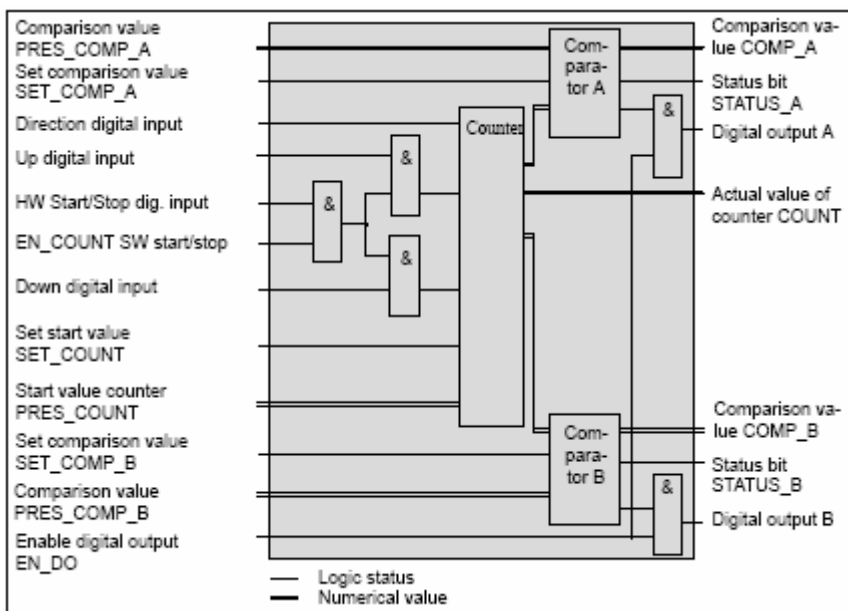 Comparison value
PRES_COMP_A
Set comparison value
SET_COMP_A
Direction digital input
Up digital input
HW Start/Stop dig. input
EN_COUNT SW start/stop
Down digital input
Set start value
SET_COUNT
Start value counter
PRES_COUNT
Set comparison value
SET_COMP_B
Comparison value
PRES_COMP_B
Enable digital output
EN_DO
&
&
&
Counter
Com-
para-
tor A
&
Com-
para-
tor B
&
Comparison va-
lue COMP_A
Status bit
STATUS_A
Digital output A
Actual value of
counter COUNT
Comparison va-
lue COMP_B
Status bit
STATUS_B
Digital output B
Logic status
Numerical value